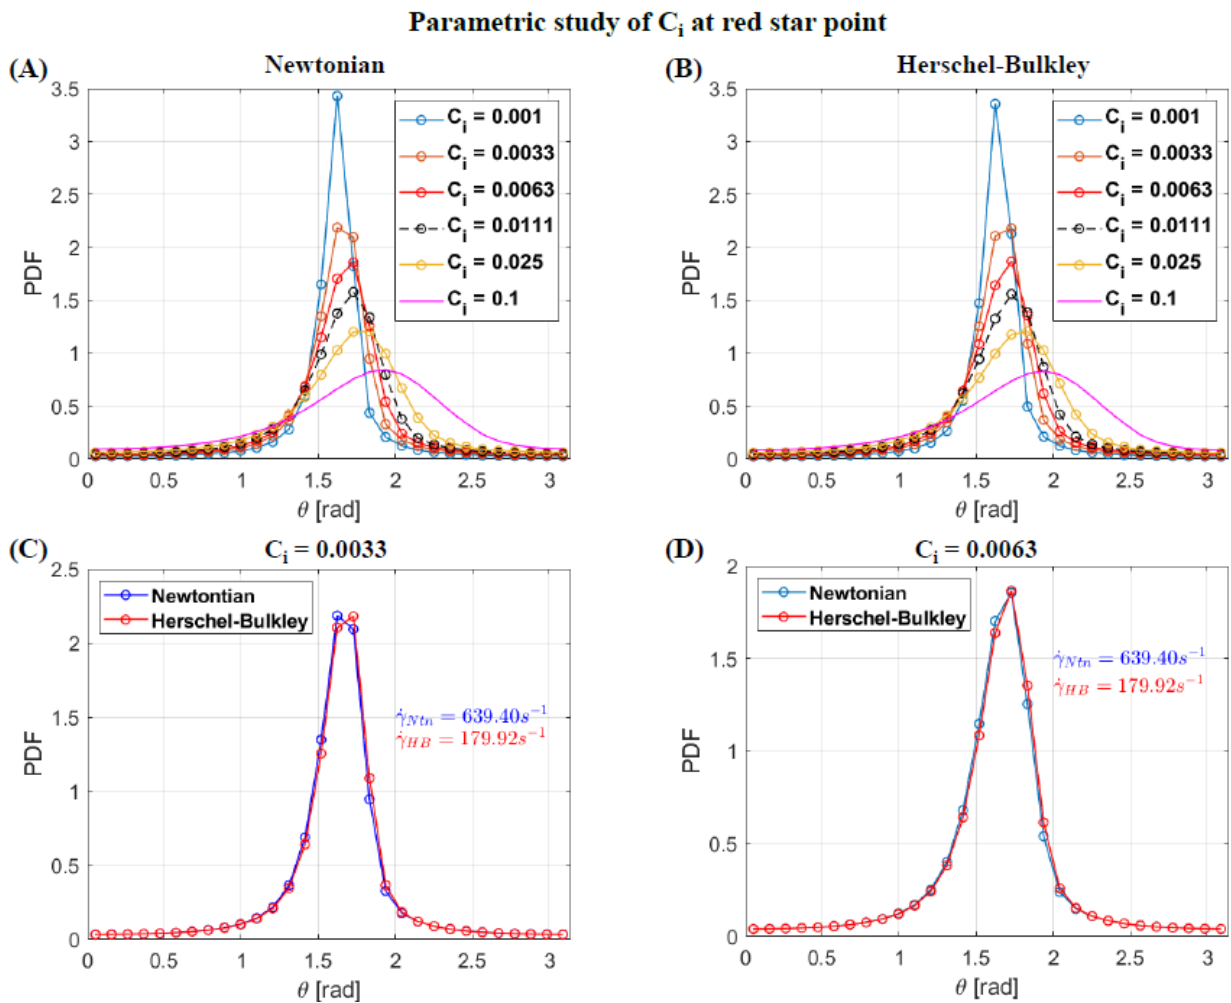 Parametric study of Ci at red star point
(A)
Newtonian
3.5
3
2.5
2
1.5
1
0.5
0
PDF
0 0.5 1 1.5 2 2.5 3
θ [rad]
Ci = 0.001
Ci = 0.0033
Ci = 0.0063
Ci = 0.0111
Ci = 0.025
Ci = 0.1
(B)
Herschel-Bulkley
3.5
3
2.5
2
1.5
1
0.5
0
PDF
0 0.5 1 1.5 2 2.5 3
θ [rad]
Ci = 0.001
Ci = 0.0033
Ci = 0.0063
Ci = 0.0111
Ci = 0.025
Ci = 0.1
(C)
Ci = 0.0033
2.5
2
1.5
1
0.5
0
PDF
0 0.5 1 1.5 2 2.5 3
θ [rad]
Newtontian
Herschel-Bulkley
γ̇Ntn = 639.40s⁻¹
γ̇HB = 179.92s⁻¹
(D)
Ci = 0.0063
2
1.5
1
0.5
0
PDF
0 0.5 1 1.5 2 2.5 3
θ [rad]
Newtonian
Herschel-Bulkley
γ̇Ntn = 639.40s⁻¹
γ̇HB = 179.92s⁻¹